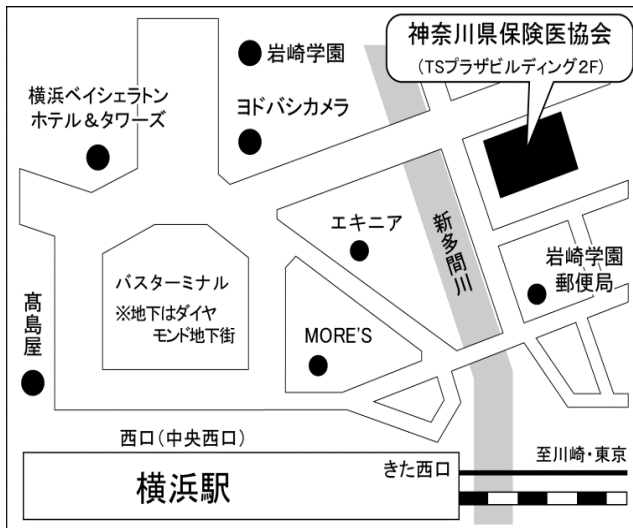 岩崎学園
神奈川県保険医協会
(TSプラザビルディング2F)
横浜ベイシェラトン
ホテル&タワーズ
ヨドバシカメラ
エキニア
新多間川
岩崎学園
郵便局
バスターミナル
※地下はダイヤ
モンド地下街
髙島屋
MORE'S
西口(中央西口)
きた西口
至川崎・東京
横浜駅